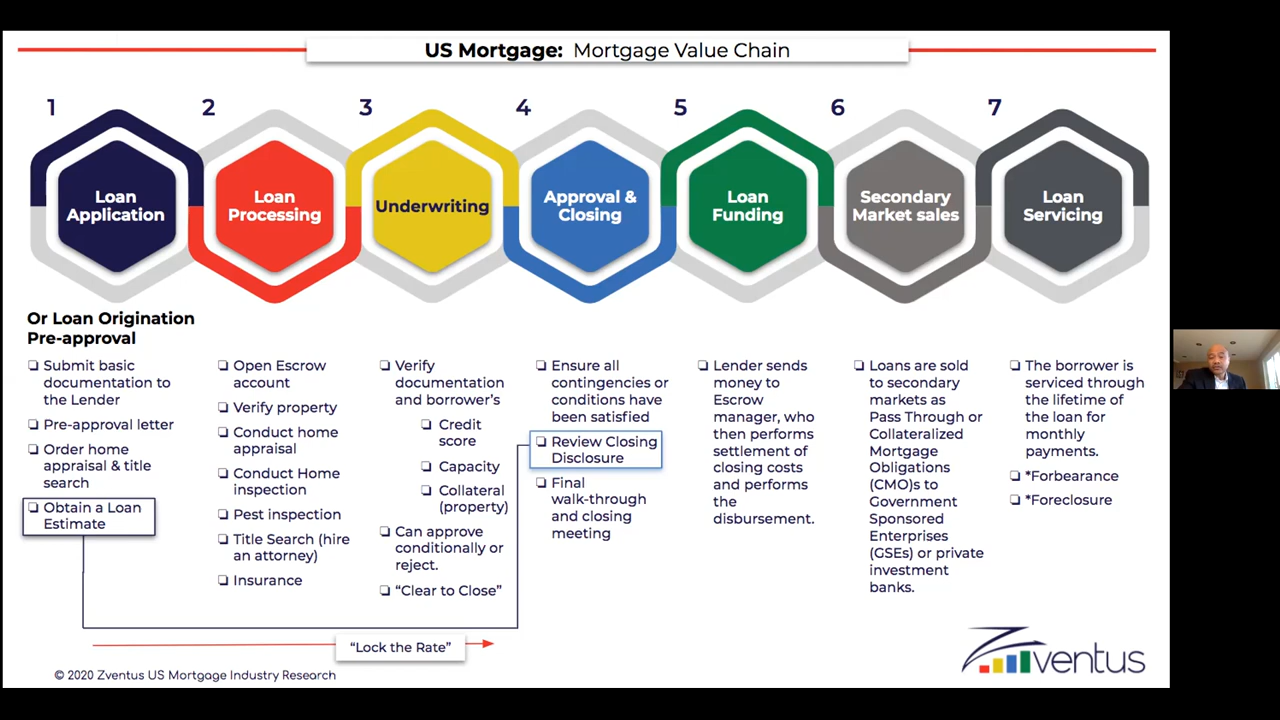 US Mortgage: Mortgage Value Chain
1
2
3
4
5
6
7
Loan
Application
Loan
Processing
Underwriting
Approval &
Closing
Loan
Funding
Secondary
Market sales
Loan
Servicing
Or Loan Origination
Pre-approval
Submit basic
documentation to
the Lender
Pre-approval letter
Order home
appraisal & title
search
Obtain a Loan
Estimate
Open Escrow
account
Verify property
Conduct home
appraisal
Conduct Home
inspection
Pest inspection
Title Search (hire
an attorney)
Insurance
Verify
documentation
and borrower's
Credit
score
Capacity
Collateral
(property)
Can approve
conditionally or
reject.
“Clear to Close”
Ensure all
contingencies or
conditions have
been satisfied
Review Closing
Disclosure
Final
walk-through
and closing
meeting
Lender sends
money to
Escrow
manager, who
then performs
settlement of
closing costs
and performs
the
disbursement.
Loans are sold
to secondary
markets as
Pass Through or
Collateralized
Mortgage
Obligations
(CMO)s to
Government
Sponsored
Enterprises
(GSEs) or private
investment
banks.
The borrower is
serviced through
the lifetime of
the loan for
monthly
payments.
*Forbearance
*Foreclosure
“Lock the Rate”
© 2020 Zventus US Mortgage Industry Research
Zventus